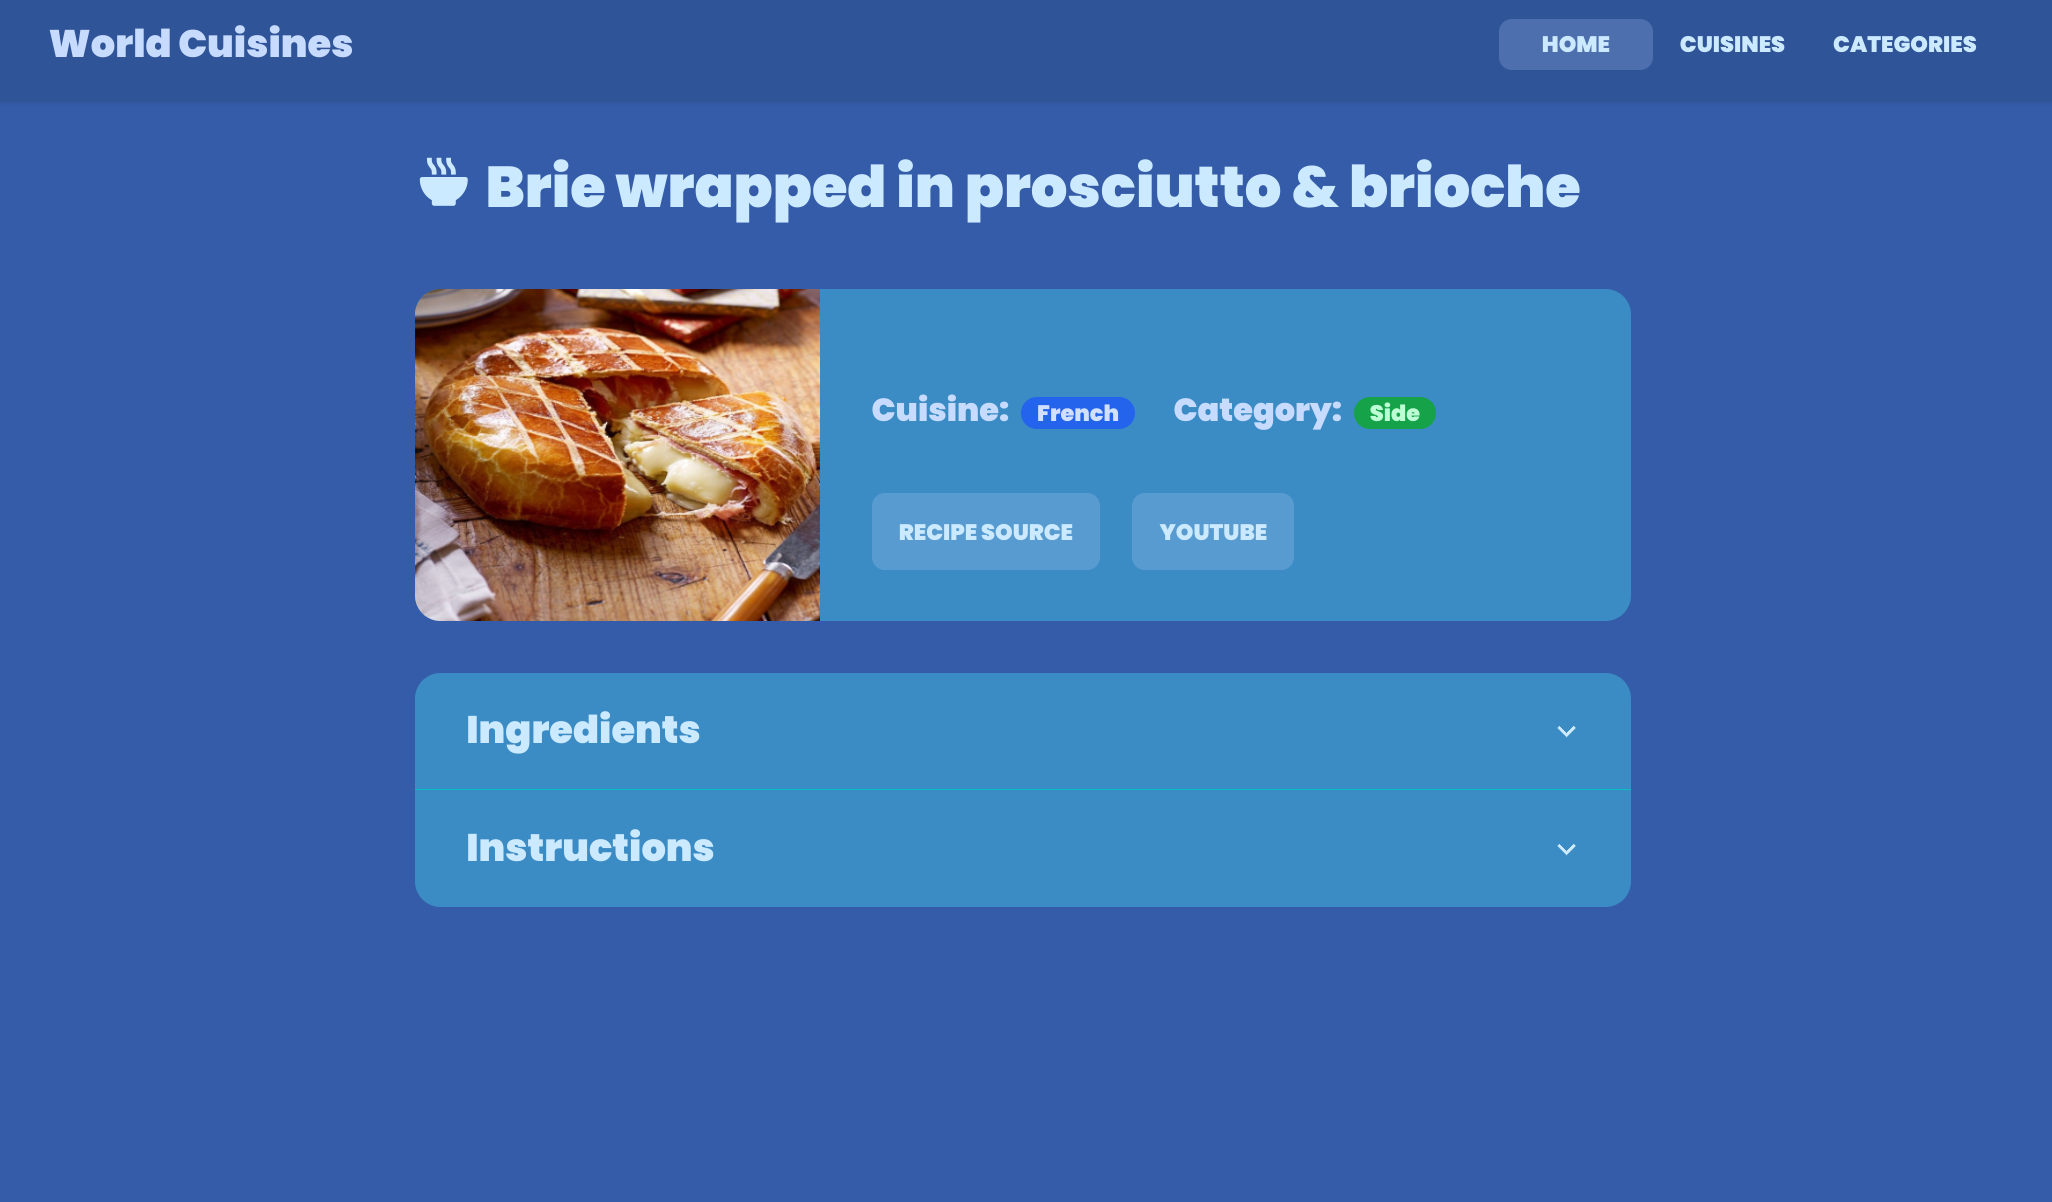 World Cuisines
HOME
CUISINES
CATEGORIES
Brie wrapped in prosciutto & brioche
Cuisine: French Category: Side
RECIPE SOURCE
YOUTUBE
Ingredients
Instructions